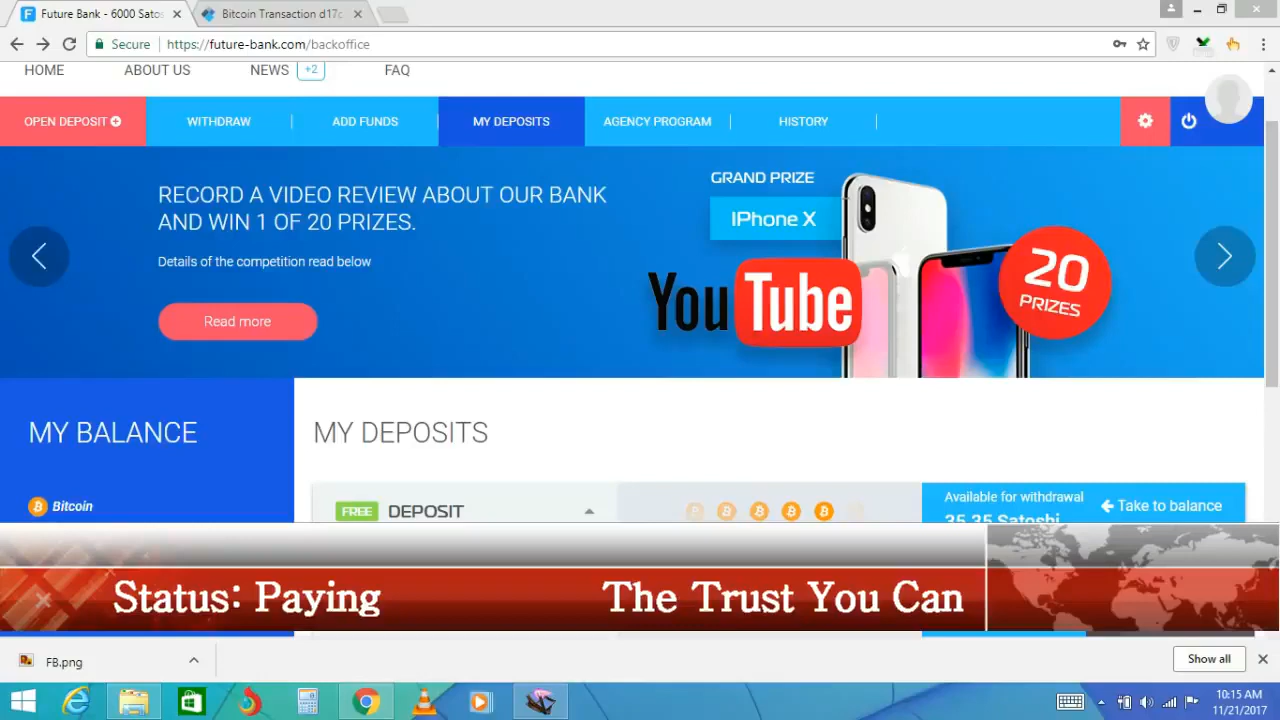 Future Bank - 6000 Satos
Bitcoin Transaction d17c
Secure https://future-bank.com/backoffice
HOME ABOUT US NEWS +2 FAQ
OPEN DEPOSIT WITHDRAW ADD FUNDS MY DEPOSITS AGENCY PROGRAM HISTORY
RECORD A VIDEO REVIEW ABOUT OUR BANK
AND WIN 1 OF 20 PRIZES.
Details of the competition read below
Read more
GRAND PRIZE
IPhone X
YouTube
20
PRIZES
MY BALANCE
Bitcoin
MY DEPOSITS
FREE DEPOSIT
Available for withdrawal
35.35 Satoshi
Take to balance
Status: Paying The Trust You Can
FB.png
Show all
10:15 AM
11/21/2017